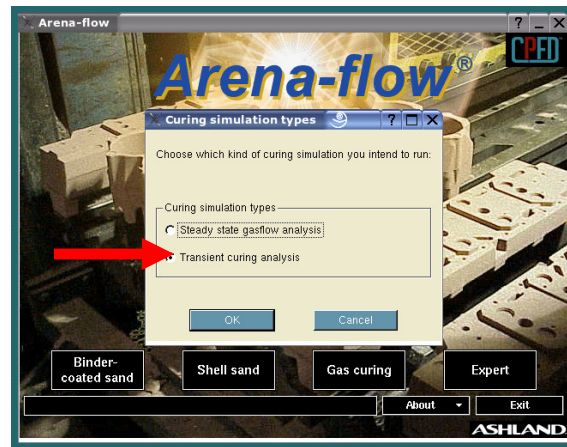 Arena-flow
Arena-flow®
CPFD
Curing simulation types
Choose which kind of curing simulation you intend to run:
Curing simulation types
Steady state gasflow analysis
Transient curing analysis
OK
Cancel
Binder-
coated sand
Shell sand
Gas curing
Expert
About
Exit
ASHLAND